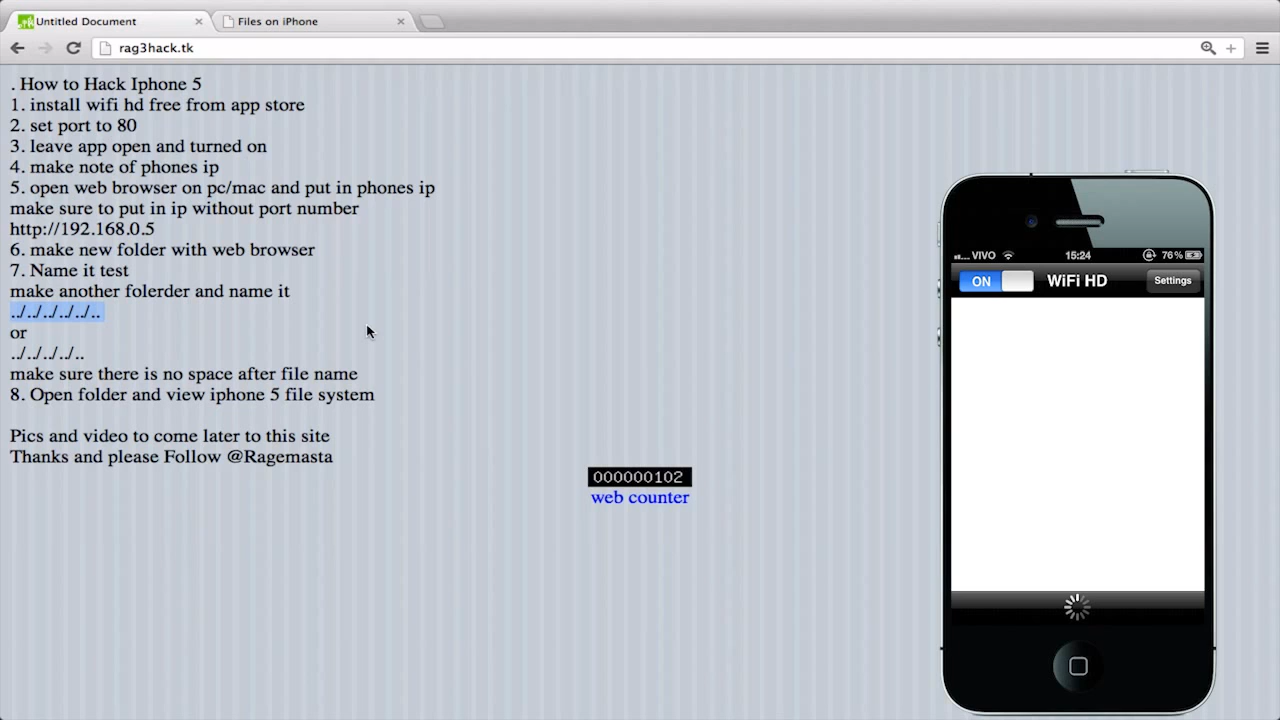 Untitled Document
Files on iPhone
rag3hack.tk
. How to Hack Iphone 5
1. install wifi hd free from app store
2. set port to 80
3. leave app open and turned on
4. make note of phones ip
5. open web browser on pc/mac and put in phones ip
make sure to put in ip without port number
http://192.168.0.5
6. make new folder with web browser
7. Name it test
make another folerder and name it
../../../../../..
or
../../../../..
make sure there is no space after file name
8. Open folder and view iphone 5 file system
Pics and video to come later to this site
Thanks and please Follow @Ragemasta
000000102
web counter
VIVO 15:24 76%
ON WiFi HD Settings